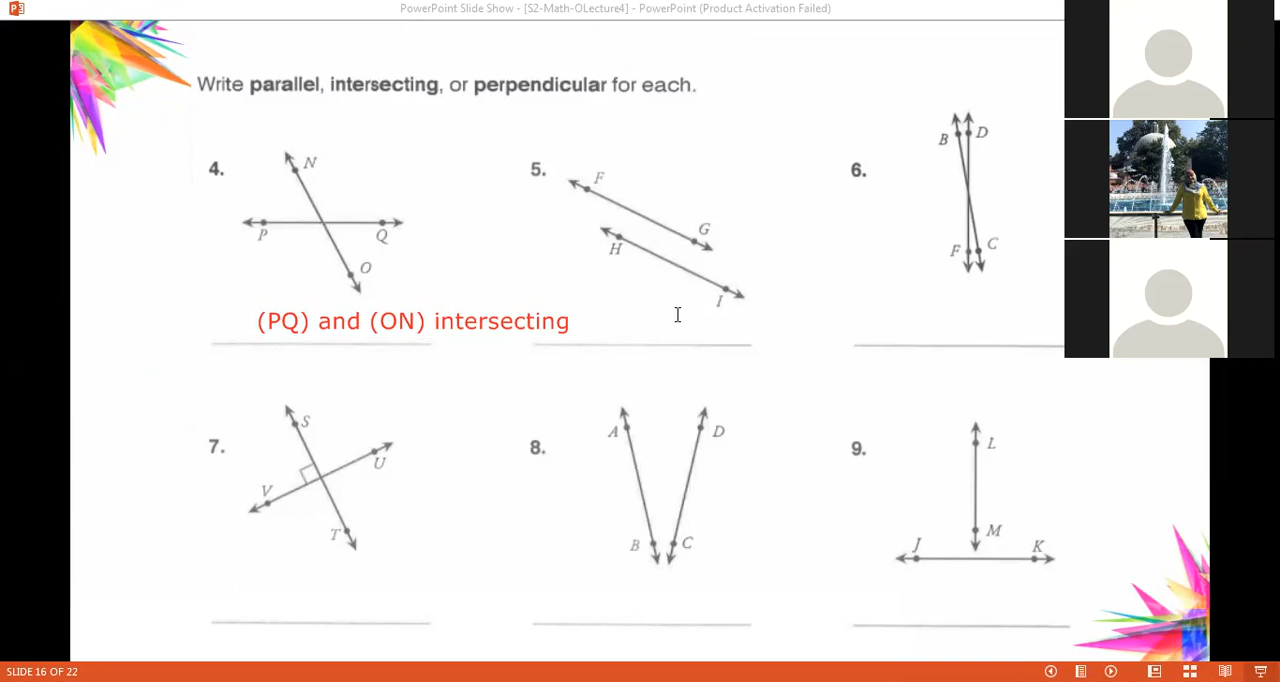 PowerPoint Slide Show - [S2-Math-OLecture4] - PowerPoint (Product Activation Failed)
Write parallel, intersecting, or perpendicular for each.
4.
N
P
Q
O
(PQ) and (ON) intersecting
5.
F
G
H
I
6.
B
D
F
C
7.
S
U
V
T
8.
A
D
B
C
9.
L
M
J
K
SLIDE 16 OF 22